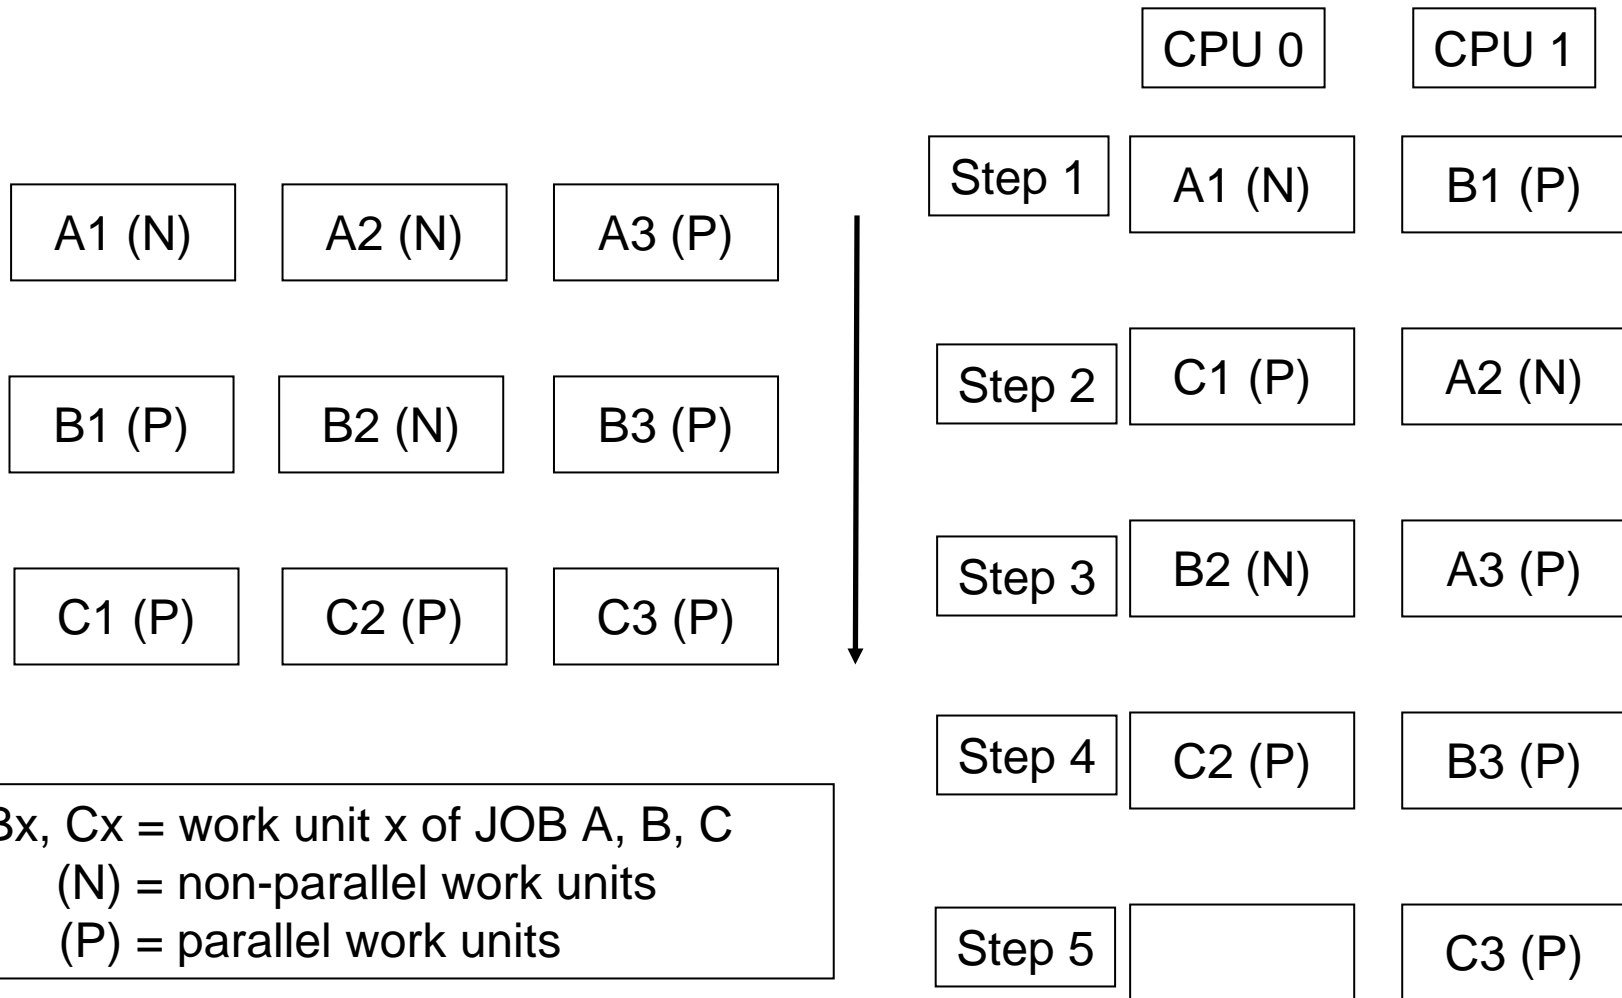 CPU 0 CPU 1
A1 (N) A2 (N) A3 (P)
B1 (P) B2 (N) B3 (P)
C1 (P) C2 (P) C3 (P)
Cx = work unit x of JOB A, B, C
(N) = non-parallel work units
(P) = parallel work units
Step 1 A1 (N) B1 (P)
Step 2 C1 (P) A2 (N)
Step 3 B2 (N) A3 (P)
Step 4 C2 (P) B3 (P)
Step 5 C3 (P)